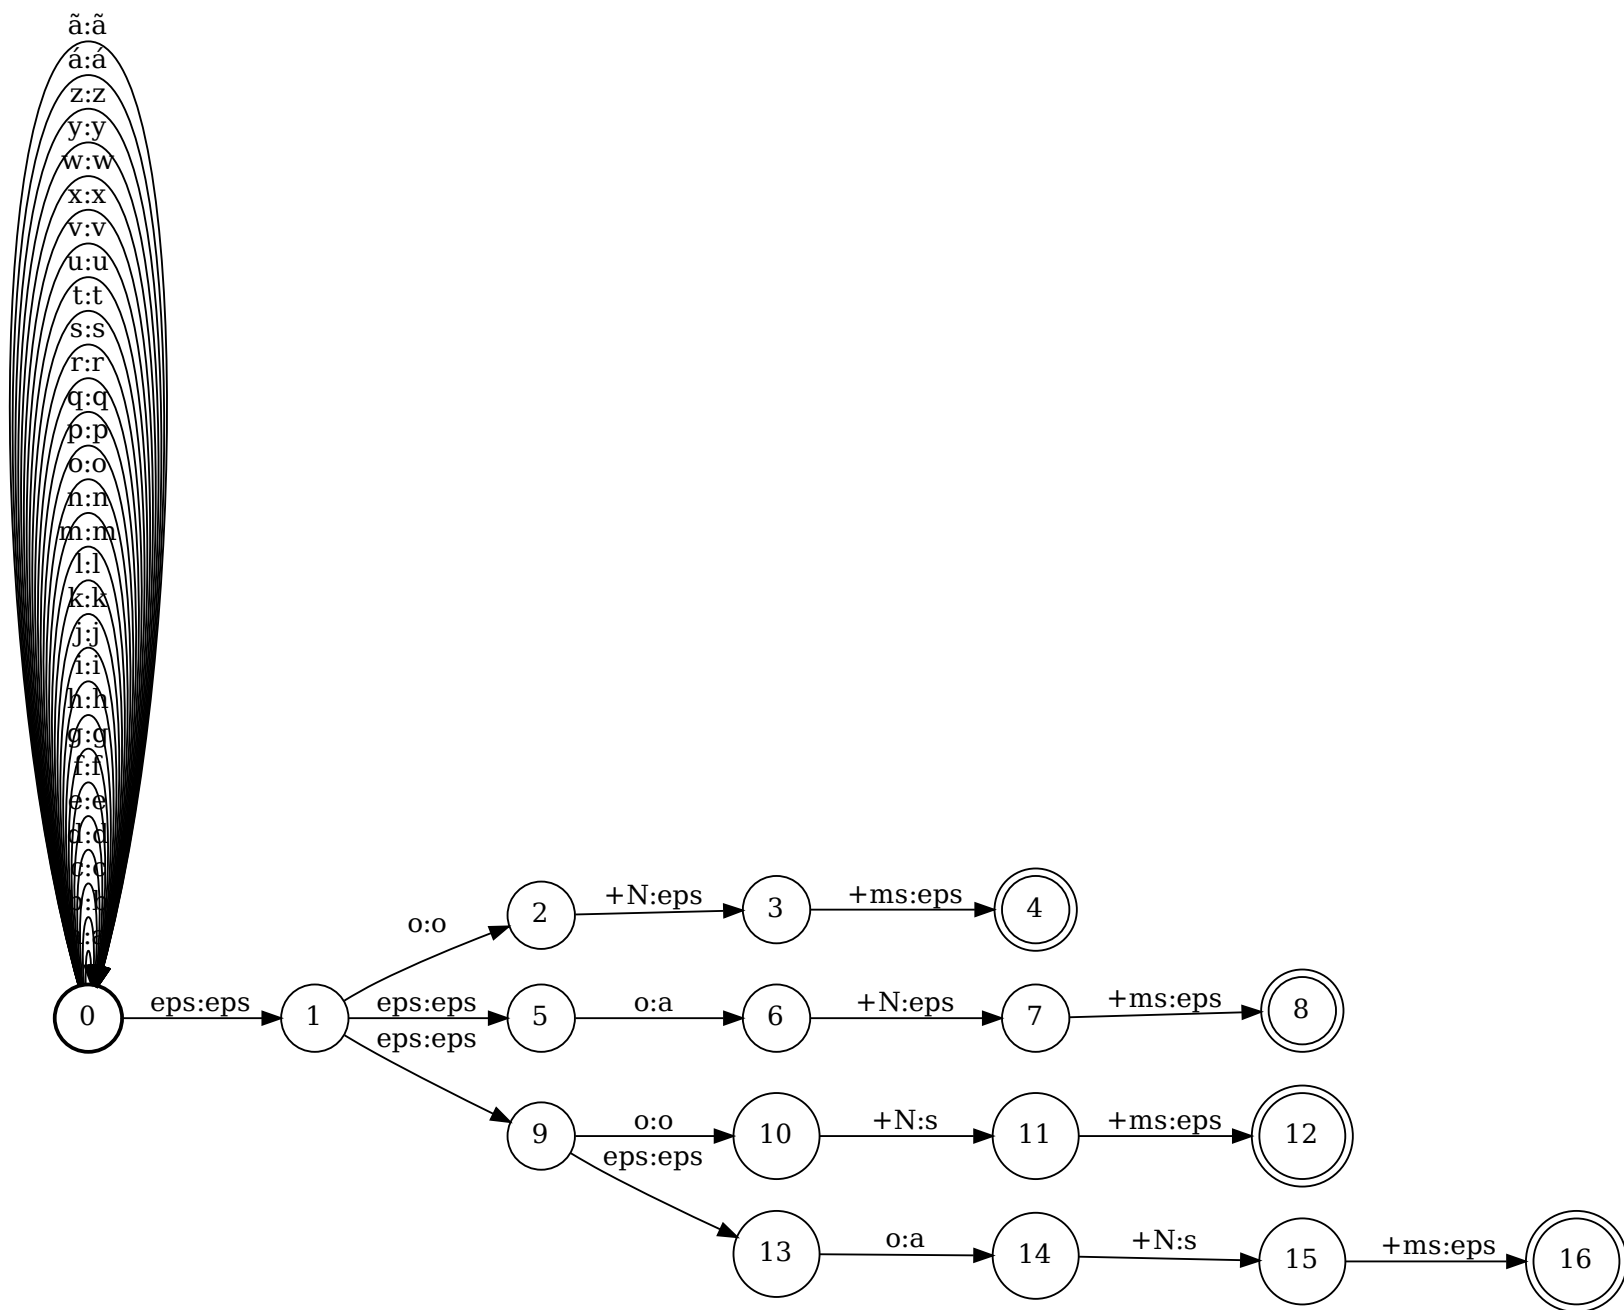 ã:ã
á:á
z:z
y:y
w:w
x:x
v:v
u:u
t:t
s:s
r:r
q:q
p:p
o:o
n:n
m:m
l:l
k:k
j:j
i:i
h:h
g:g
f:f
e:e
d:d
c:c
b:b
0
eps:eps
1
o:o
2
+N:eps
3
+ms:eps
4
eps:eps
5
o:a
6
+N:eps
7
+ms:eps
8
eps:eps
9
o:o
10
+N:s
11
+ms:eps
12
eps:eps
13
o:a
14
+N:s
15
+ms:eps
16